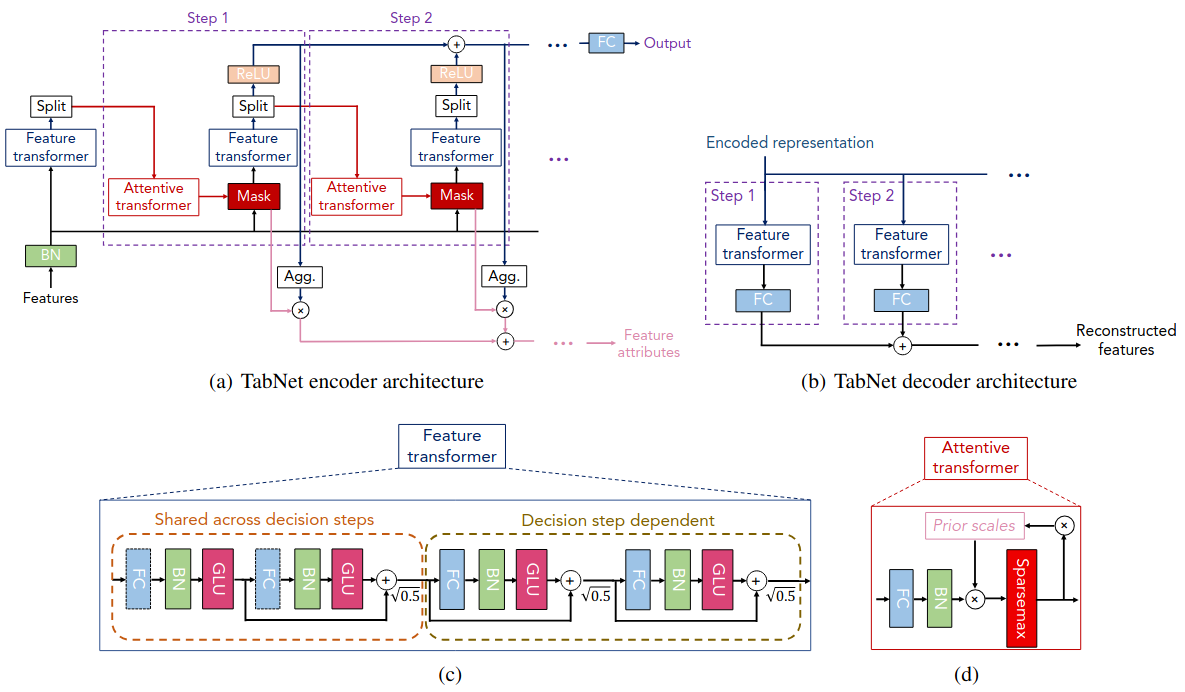 Step 1
Step 2
FC
Output
ReLU
ReLU
Split
Split
Split
Feature
transformer
Feature
transformer
Feature
transformer
Attentive
transformer
Mask
Attentive
transformer
Mask
BN
Features
Agg.
Agg.
×
×
+
+
Feature
attributes
(a) TabNet encoder architecture
Encoded representation
Step 1
Step 2
Feature
transformer
Feature
transformer
FC
FC
+
Reconstructed
features
(b) TabNet decoder architecture
Feature
transformer
Shared across decision steps
Decision step dependent
FC
BN
GLU
FC
BN
GLU
+
√0.5
FC
BN
GLU
+
√0.5
FC
BN
GLU
+
√0.5
(c)
Attentive
transformer
Prior scales
×
FC
BN
×
Sparsemax
(d)